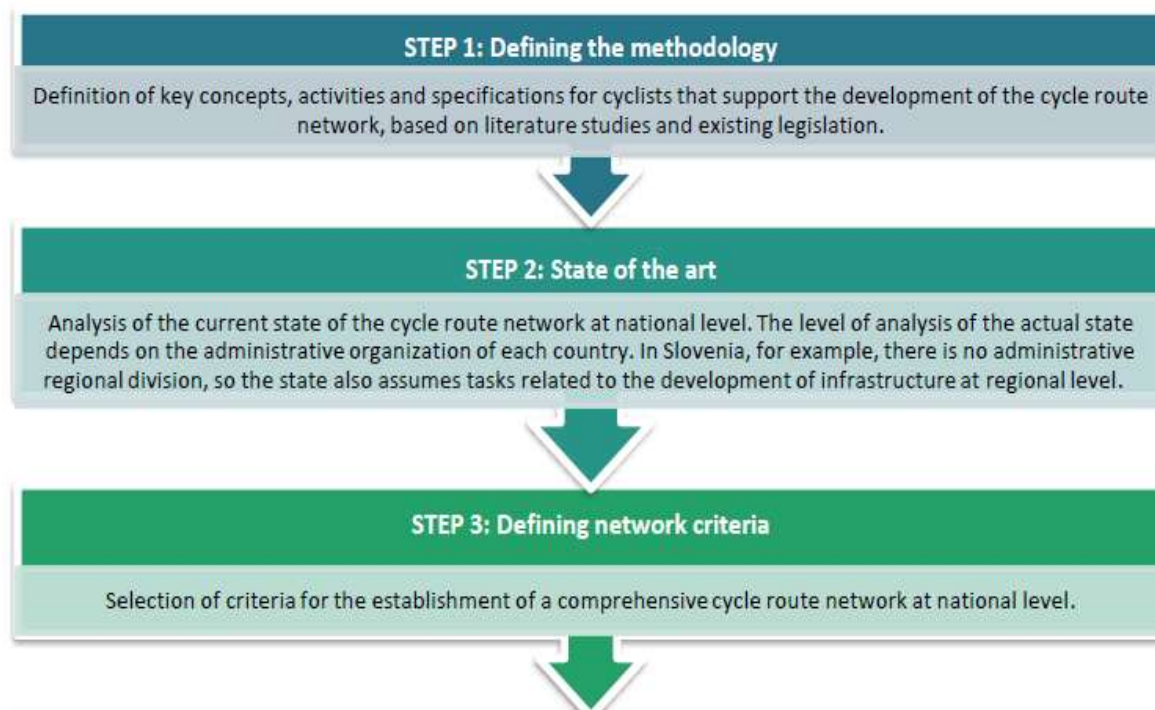 STEP 1: Defining the methodology
Definition of key concepts, activities and specifications for cyclists that support the development of the cycle route
network, based on literature studies and existing legislation.
STEP 2: State of the art
Analysis of the current state of the cycle route network at national level. The level of analysis of the actual state
depends on the administrative organization of each country. In Slovenia, for example, there is no administrative
regional division, so the state also assumes tasks related to the development of infrastructure at regional level.
STEP 3: Defining network criteria
Selection of criteria for the establishment of a comprehensive cycle route network at national level.